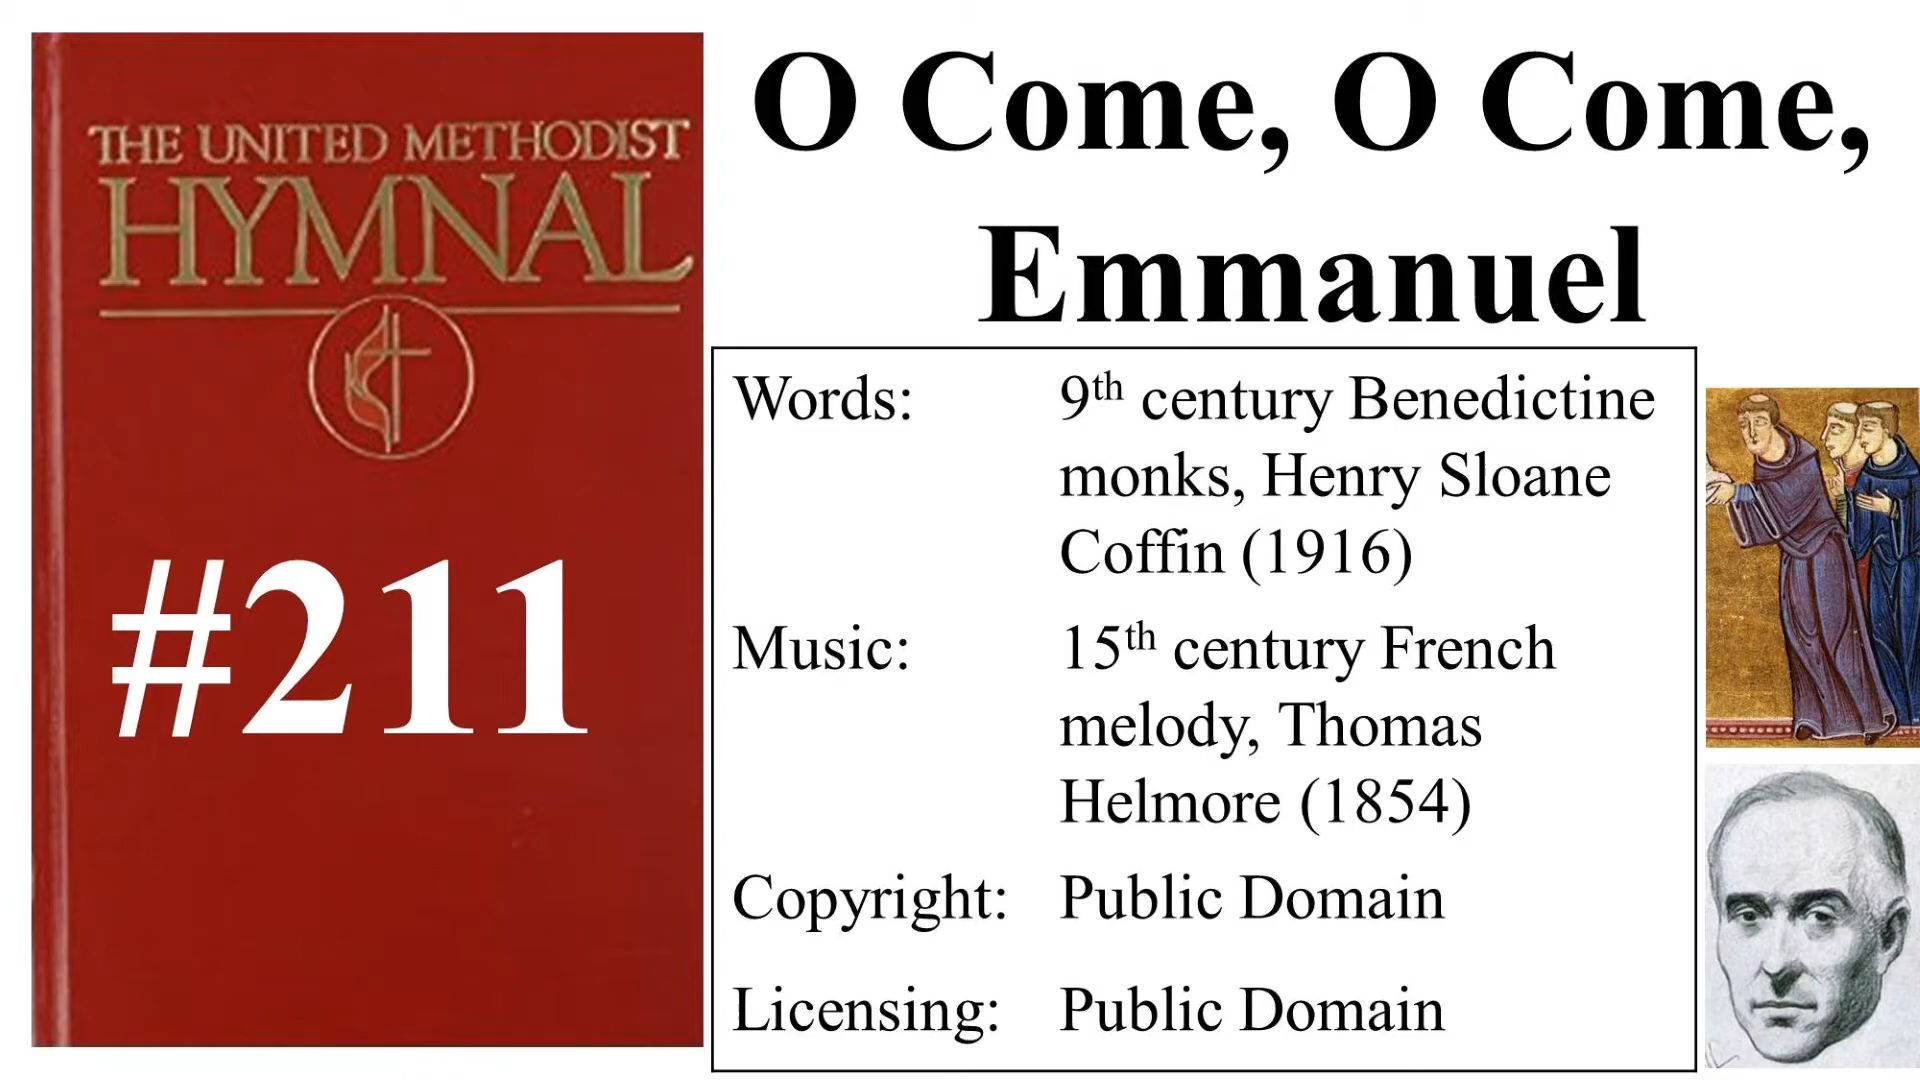 THE UNITED METHODIST
HYMNAL
#211
O Come, O Come,
Emmanuel
Words: 9th century Benedictine
monks, Henry Sloane
Coffin (1916)
Music: 15th century French
melody, Thomas
Helmore (1854)
Copyright: Public Domain
Licensing: Public Domain